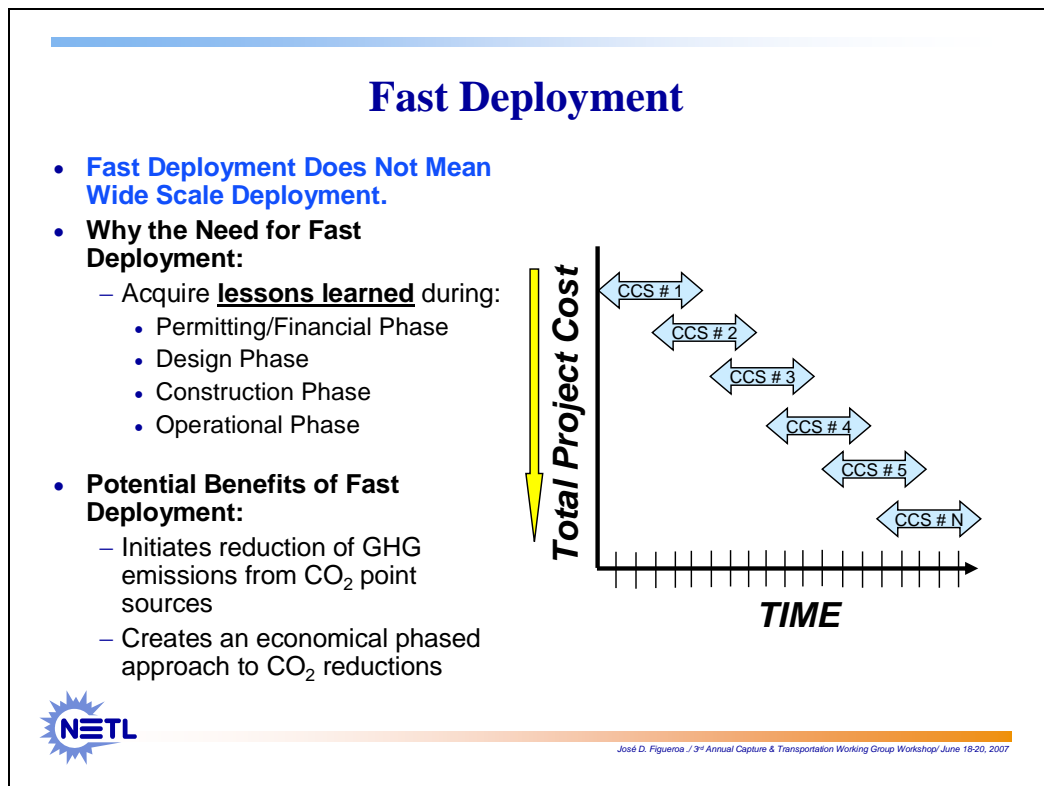 Fast Deployment
• Fast Deployment Does Not Mean
Wide Scale Deployment.
• Why the Need for Fast
Deployment:
– Acquire lessons learned during:
• Permitting/Financial Phase
• Design Phase
• Construction Phase
• Operational Phase
• Potential Benefits of Fast
Deployment:
– Initiates reduction of GHG
emissions from CO₂ point
sources
– Creates an economical phased
approach to CO₂ reductions
Total Project Cost
CCS # 1
CCS # 2
CCS # 3
CCS # 4
CCS # 5
CCS # N
TIME
NETL
José D. Figueroa ./ 3rd Annual Capture & Transportation Working Group Workshop/ June 18-20, 2007